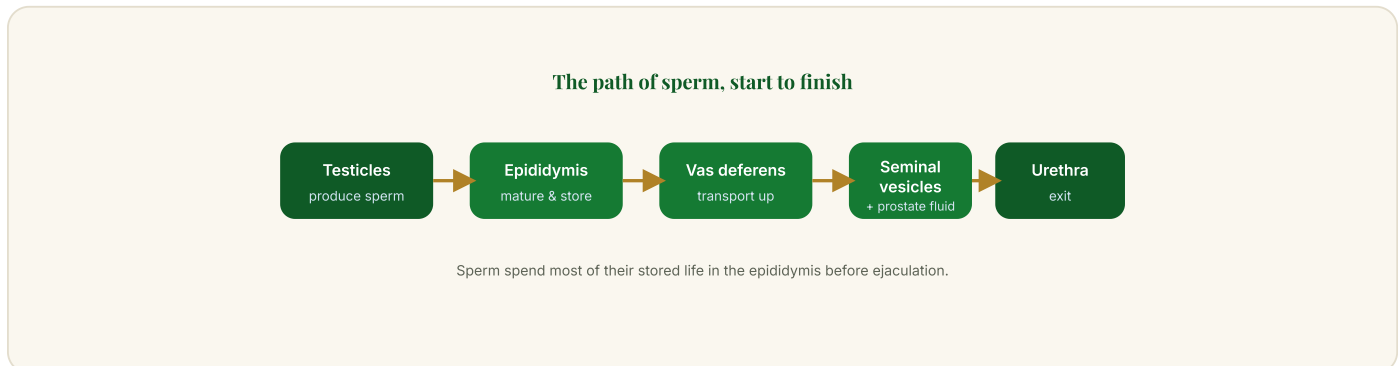 The path of sperm, start to finish
Testicles
produce sperm
Epididymis
mature & store
Vas deferens
transport up
Seminal
vesicles
+ prostate fluid
Urethra
exit
Sperm spend most of their stored life in the epididymis before ejaculation.